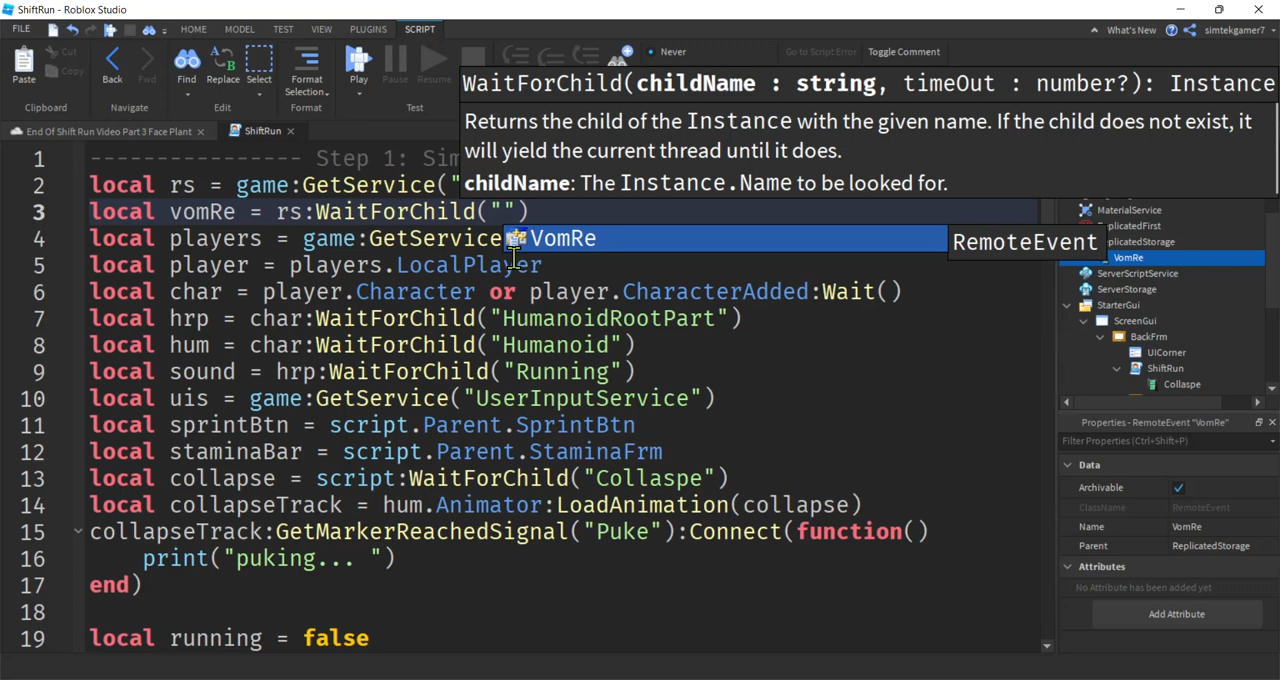 ShiftRun - Roblox Studio
FILE HOME MODEL TEST VIEW PLUGINS SCRIPT What's New simtekgamer7
Cut
Copy
Paste Back Fwd Find Replace Select Format Selection Play Pause Resume Never Go to Script Error Toggle Comment
Clipboard Navigate Edit Format Test
WaitForChild(childName : string, timeOut : number?): Instance
Returns the child of the Instance with the given name. If the child does not exist, it
will yield the current thread until it does.
childName: The Instance.Name to be looked for.
End Of Shift Run Video Part 3 Face Plant ShiftRun
1 ---------------- Step 1: Sim
2 local rs = game:GetService("
3 local vomRe = rs:WaitForChild("")
4 local players = game:GetService
VomRe RemoteEvent
5 local player = players.LocalPlayer
6 local char = player.Character or player.CharacterAdded:Wait()
7 local hrp = char:WaitForChild("HumanoidRootPart")
8 local hum = char:WaitForChild("Humanoid")
9 local sound = hrp:WaitForChild("Running")
10 local uis = game:GetService("UserInputService")
11 local sprintBtn = script.Parent.SprintBtn
12 local staminaBar = script.Parent.StaminaFrm
13 local collapse = script:WaitForChild("Collaspe")
14 local collapseTrack = hum.Animator:LoadAnimation(collapse)
15 collapseTrack:GetMarkerReachedSignal("Puke"):Connect(function()
16 print("puking... ")
17 end)
18
19 local running = false
MaterialService
plicatedFirst
plicatedStorage
VomRe
ServerScriptService
ServerStorage
StarterGui
ScreenGui
BackFrm
UICorner
ShiftRun
Collaspe
Properties - RemoteEvent "VomRe"
Filter Properties (Ctrl+Shift+P)
Data
Archivable
ClassName RemoteEvent
Name VomRe
Parent ReplicatedStorage
Attributes
No Attribute has been added yet
Add Attribute